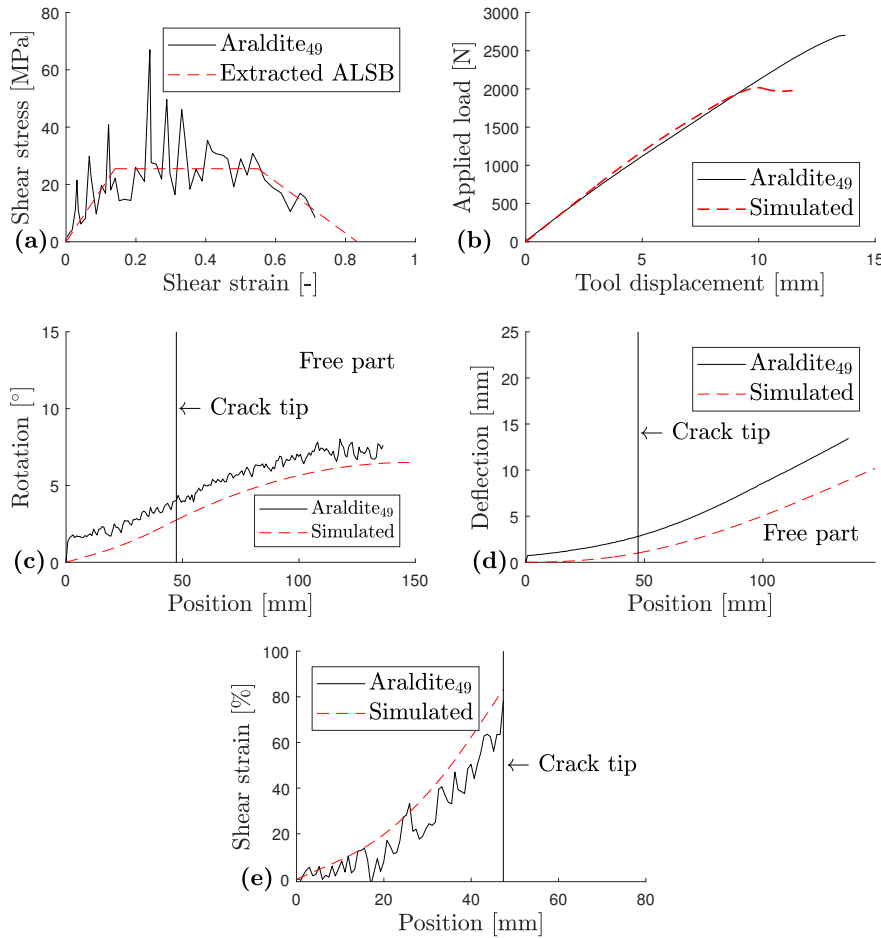 80
60
40
20
0
0
0.2
0.4
0.6
0.8
1
Shear stress [MPa]
Shear strain [-]
Araldite₄₉
Extracted ALSB
(a)
3000
2500
2000
1500
1000
500
0
0
5
10
15
Applied load [N]
Tool displacement [mm]
Araldite₄₉
Simulated
(b)
15
10
5
0
0
50
100
150
Rotation [°]
Position [mm]
Free part
← Crack tip
Araldite₄₉
Simulated
(c)
25
20
15
10
5
0
0
50
100
Deflection [mm]
Position [mm]
Araldite₄₉
Simulated
← Crack tip
Free part
(d)
100
80
60
40
20
0
0
20
40
60
80
Shear strain [%]
Position [mm]
Araldite₄₉
Simulated
← Crack tip
(e)